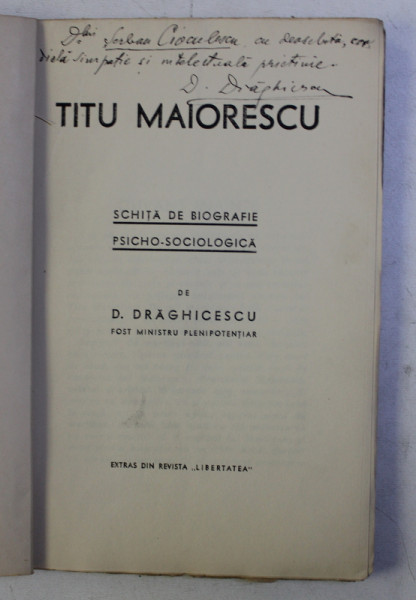 D-lui Șerban Cioculescu, cu deosebită, cor-
dială simpatie și intelectuală prietenie.
D. Drăghicescu
TITU MAIORESCU
SCHIȚĂ DE BIOGRAFIE
PSICHO-SOCIOLOGICĂ
DE
D. DRĂGHICESCU
FOST MINISTRU PLENIPOTENȚIAR
EXTRAS DIN REVISTA „LIBERTATEA"